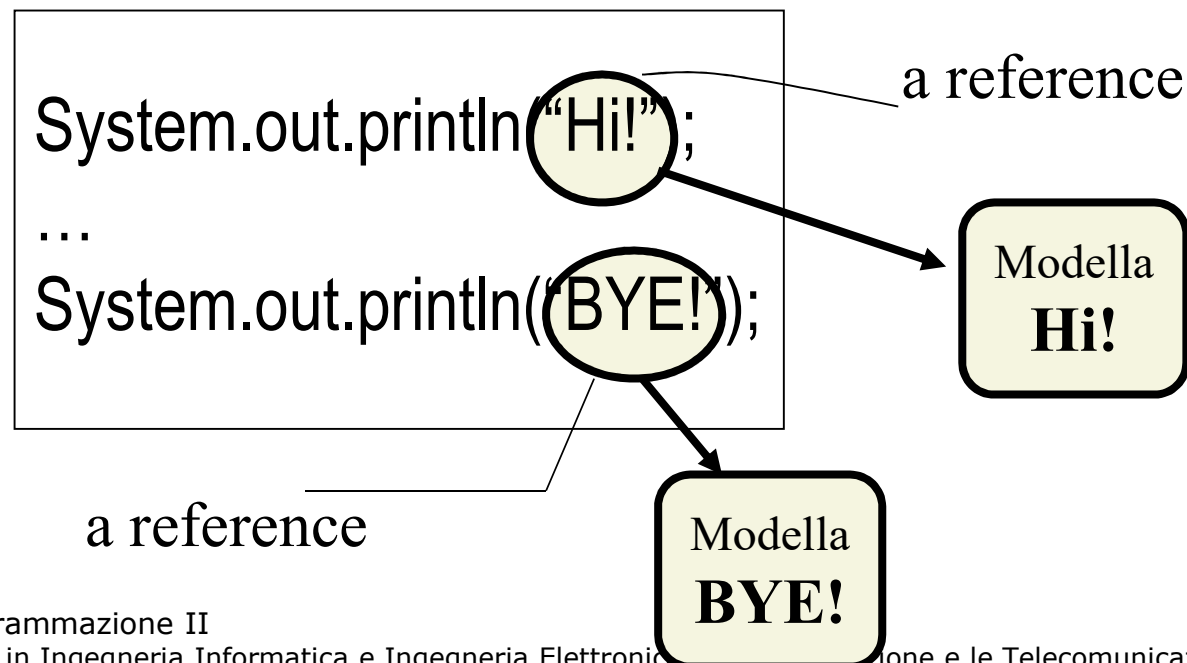 a reference
System.out.println(“Hi!”);
…
System.out.println(“BYE!”);
Modella
Hi!
a reference
Modella
BYE!
rammazione II
in Ingegneria Informatica e Ingegneria Elettronic ione e le Telecomunica